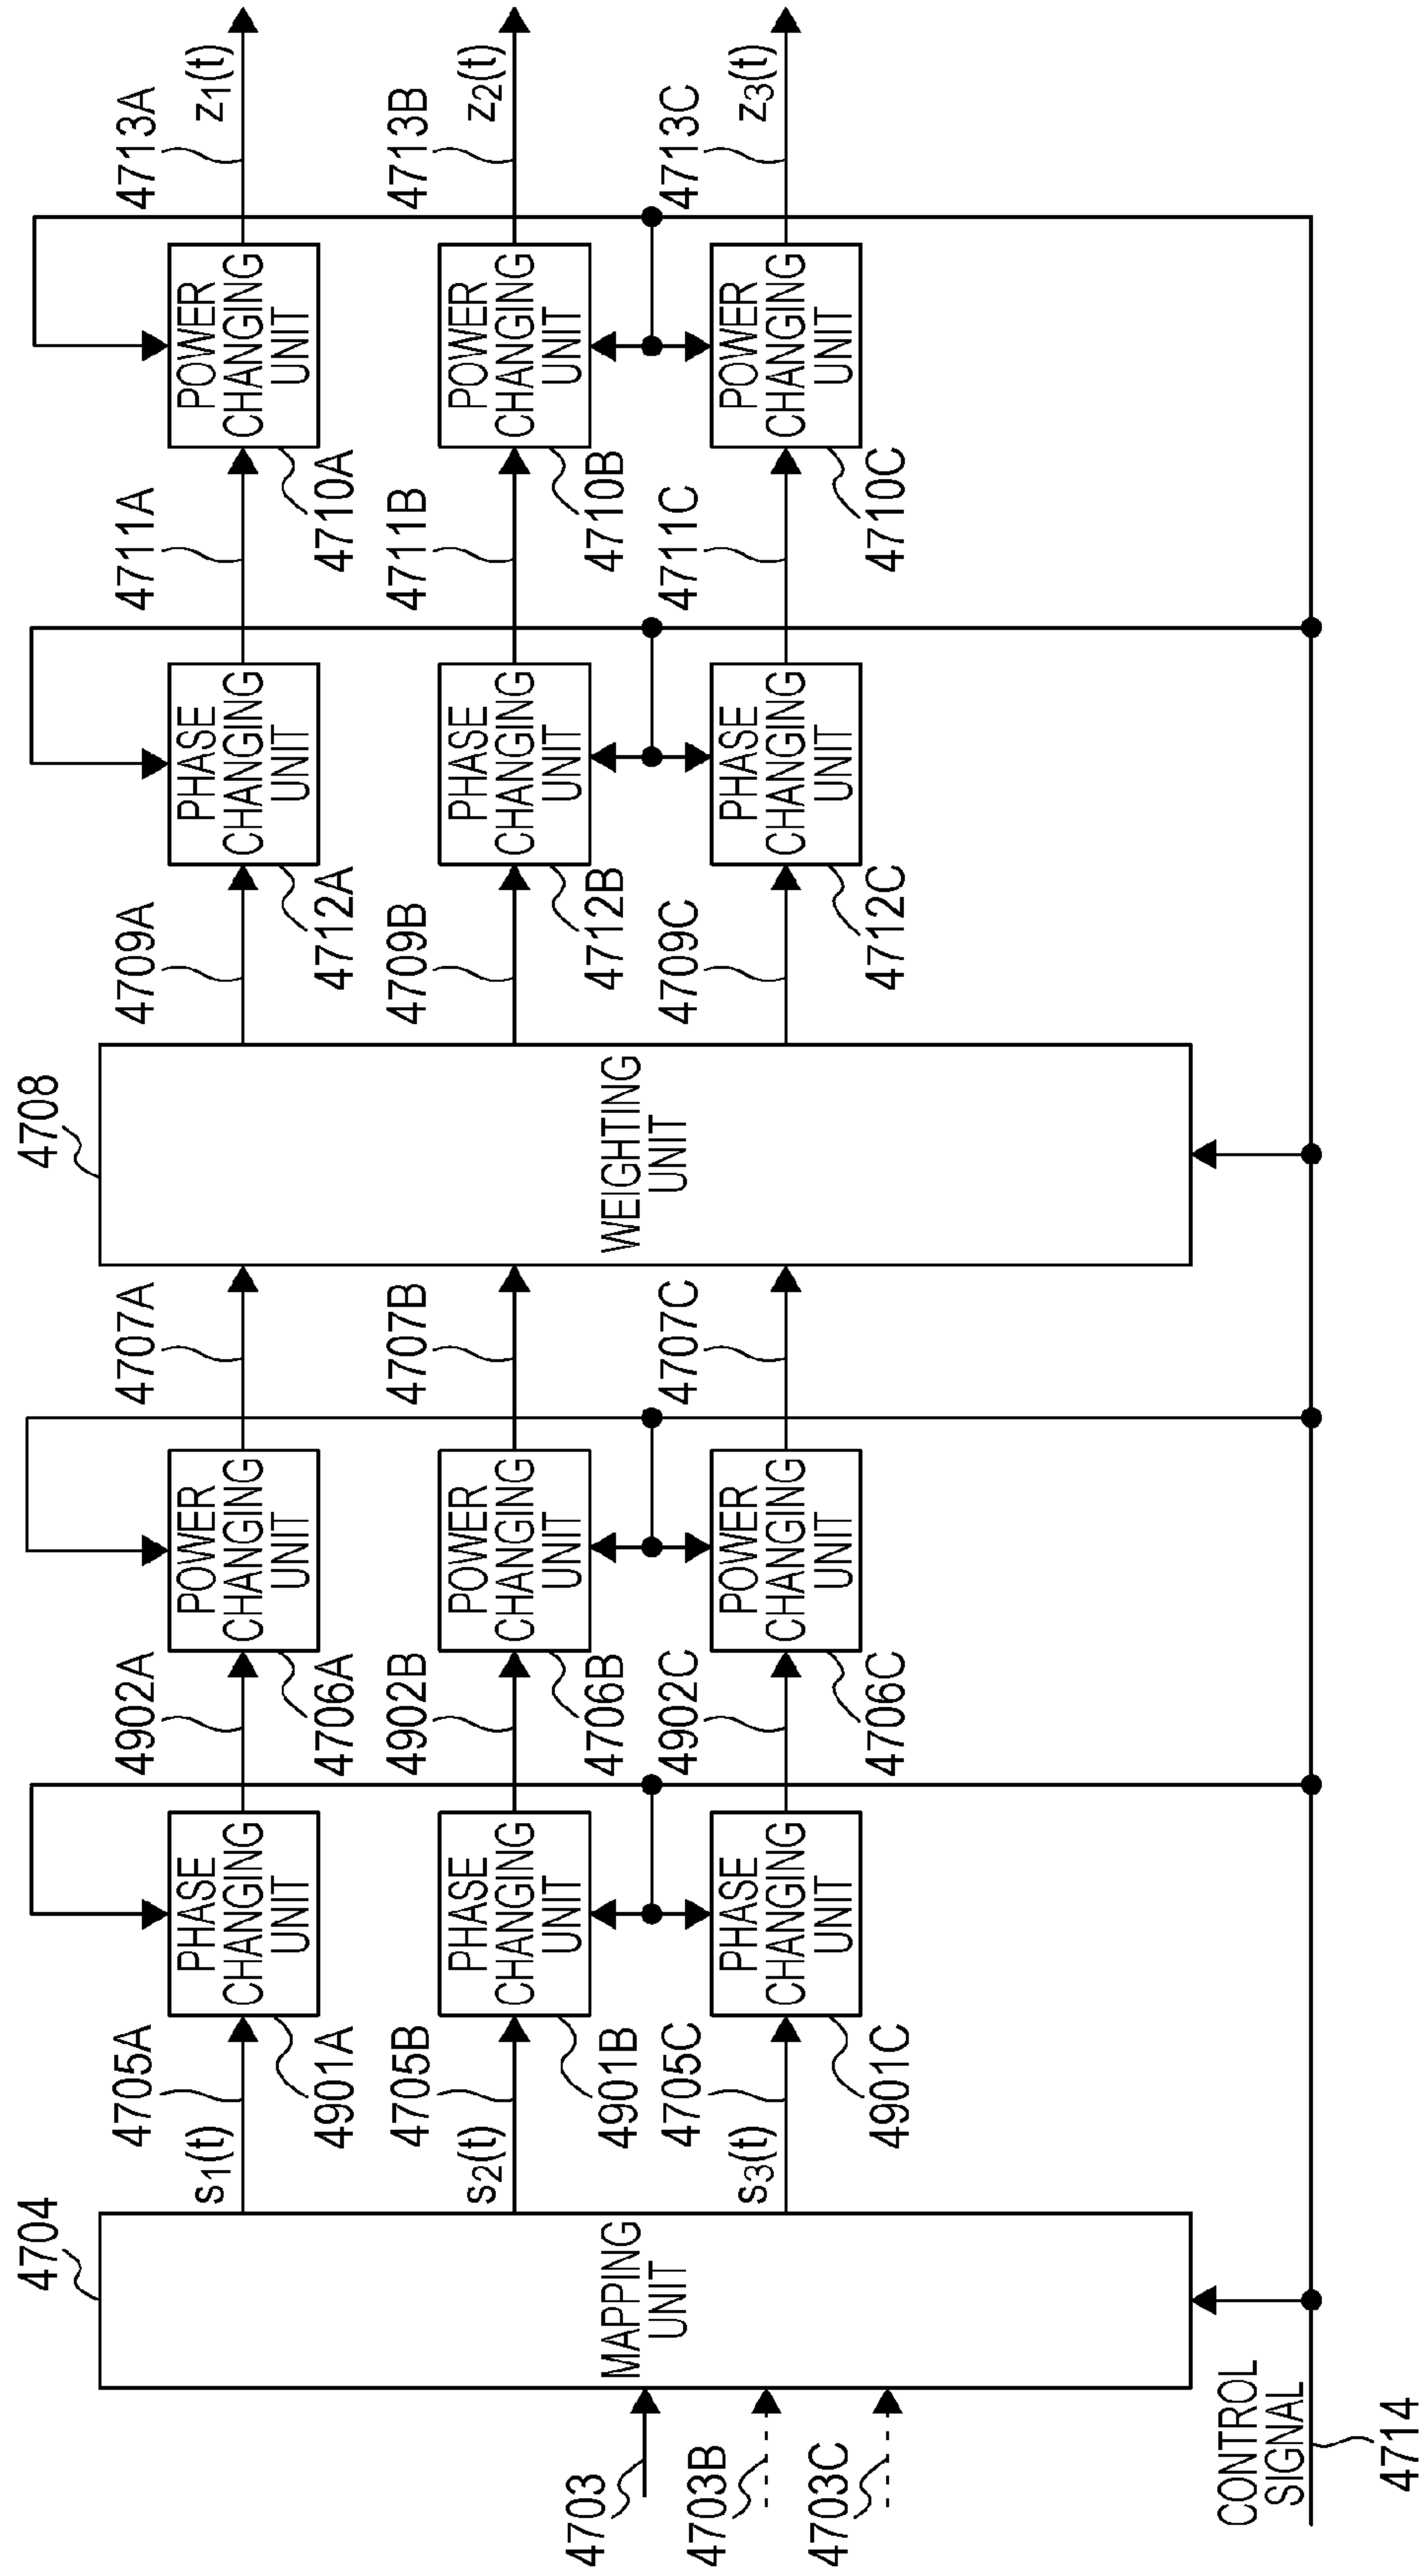 4703
4703B
4703C
CONTROL
SIGNAL
4714
4704
MAPPING
UNIT
s1(t)
4705A
s2(t)
4705B
s3(t)
4705C
PHASE
CHANGING
UNIT
4901A
PHASE
CHANGING
UNIT
4901B
PHASE
CHANGING
UNIT
4901C
4902A
4902B
4902C
POWER
CHANGING
UNIT
4706A
POWER
CHANGING
UNIT
4706B
POWER
CHANGING
UNIT
4706C
4707A
4707B
4707C
4708
WEIGHTING
UNIT
4709A
4709B
4709C
PHASE
CHANGING
UNIT
4712A
PHASE
CHANGING
UNIT
4712B
PHASE
CHANGING
UNIT
4712C
4711A
4711B
4711C
POWER
CHANGING
UNIT
4710A
POWER
CHANGING
UNIT
4710B
POWER
CHANGING
UNIT
4710C
4713A
z1(t)
4713B
z2(t)
4713C
z3(t)